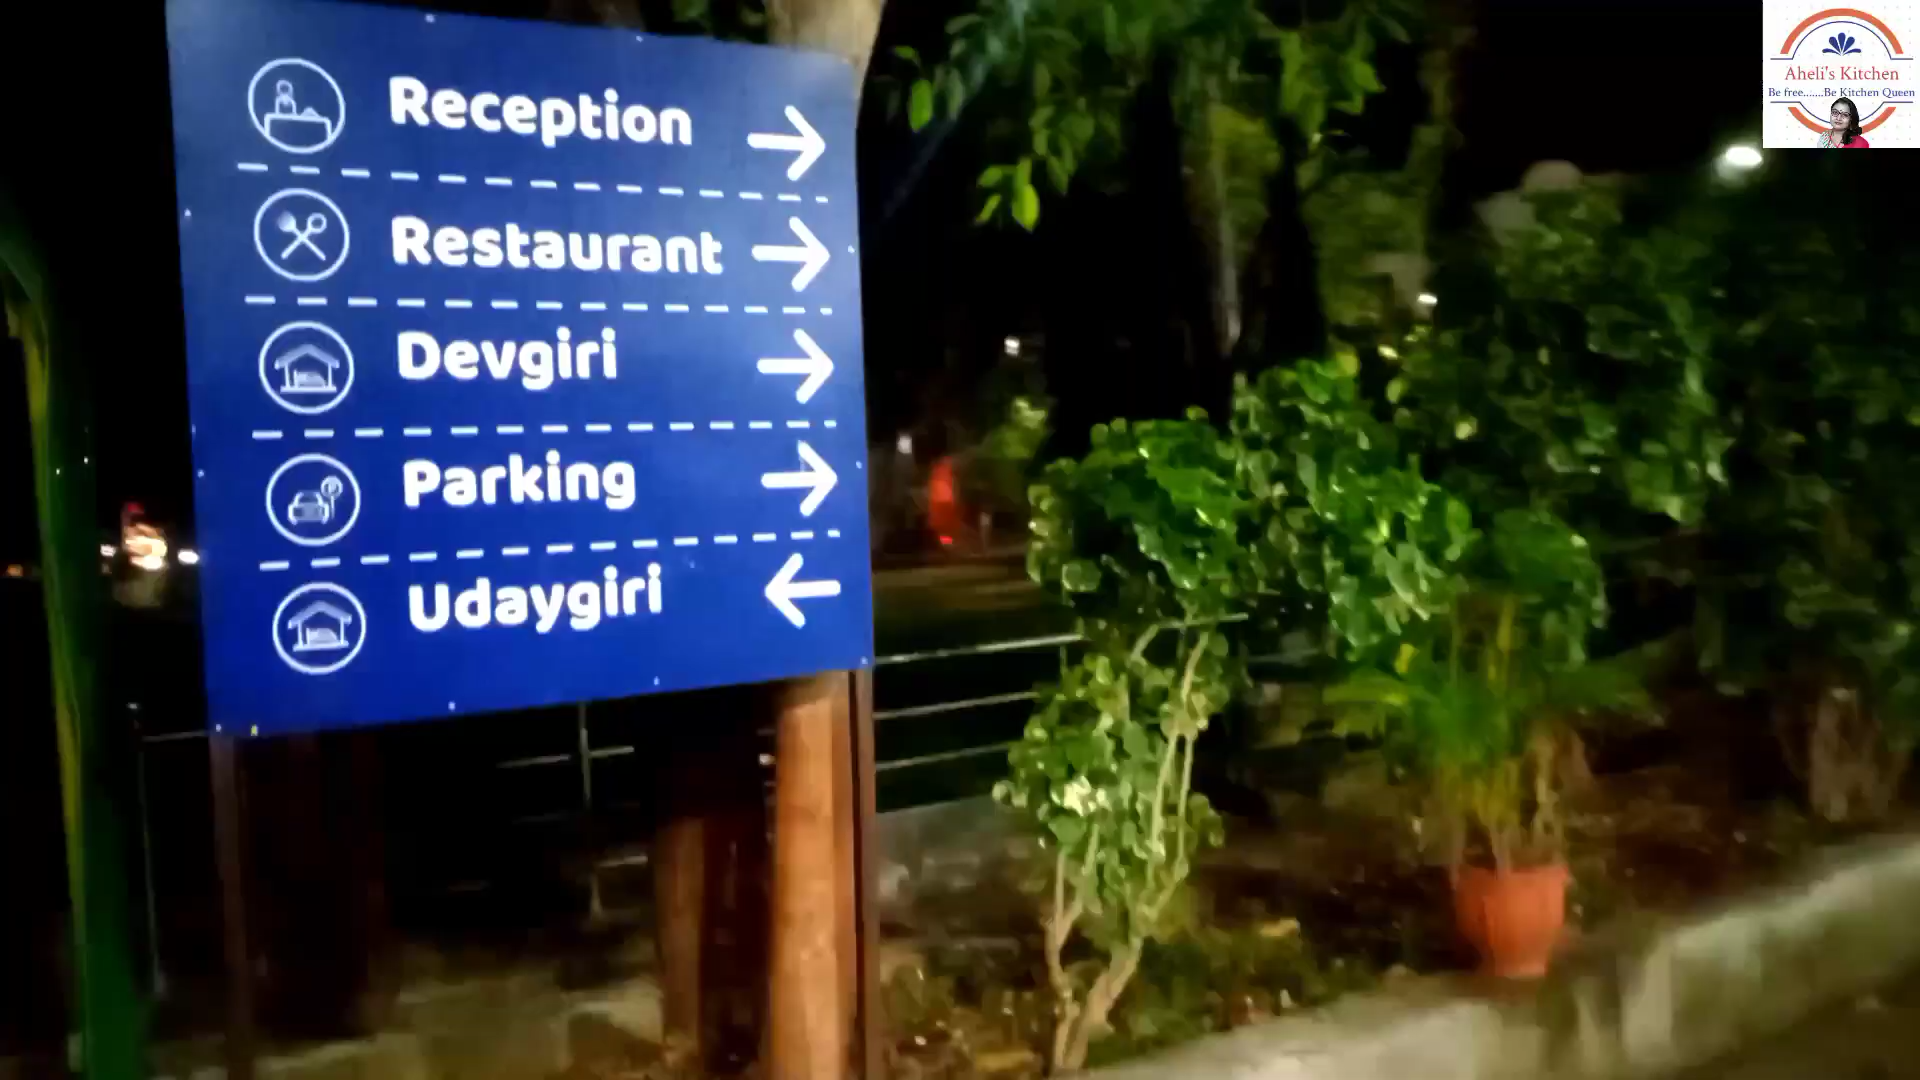 Reception
Restaurant
Devgiri
Parking
Udaygiri
Aheli's Kitchen
Be free.......Be Kitchen Queen